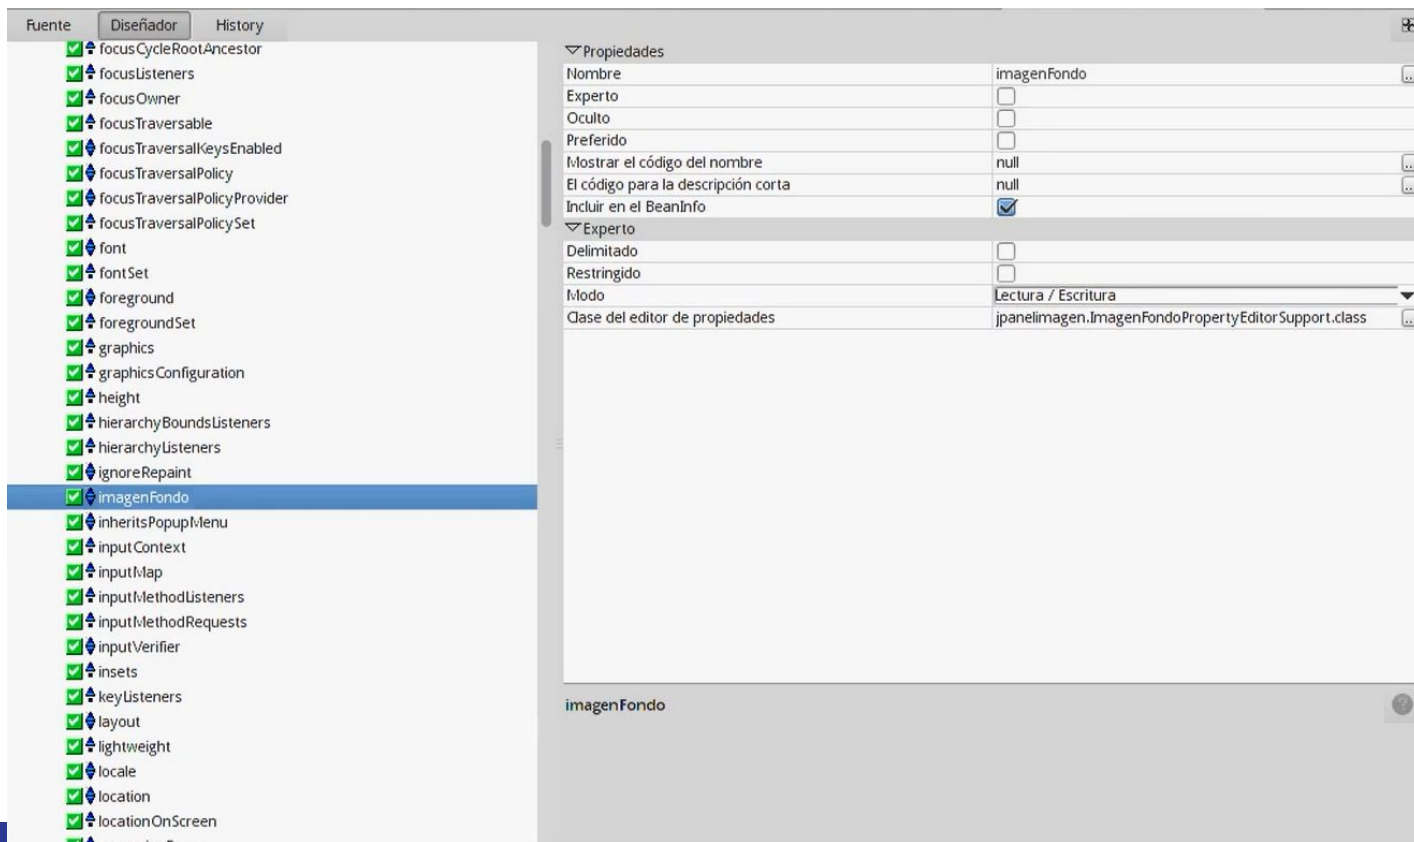 Fuente Diseñador History
focusCycleRootAncestor
focusListeners
focusOwner
focusTraversable
focusTraversalKeysEnabled
focusTraversalPolicy
focusTraversalPolicyProvider
focusTraversalPolicySet
font
fontSet
foreground
foregroundSet
graphics
graphicsConfiguration
height
hierarchyBoundsListeners
hierarchyListeners
ignoreRepaint
imagenFondo
inheritsPopupMenu
inputContext
inputMap
inputMethodListeners
inputMethodRequests
inputVerifier
insets
keyListeners
layout
lightweight
locale
location
locationOnScreen
Propiedades
Nombre imagenFondo ...
Experto
Oculto
Preferido
Mostrar el código del nombre null ...
El código para la descripción corta null ...
Incluir en el BeanInfo
Experto
Delimitado
Restringido
Modo Lectura / Escritura
Clase del editor de propiedades jpanelimagen.ImagenFondoPropertyEditorSupport.class ...
imagenFondo ?